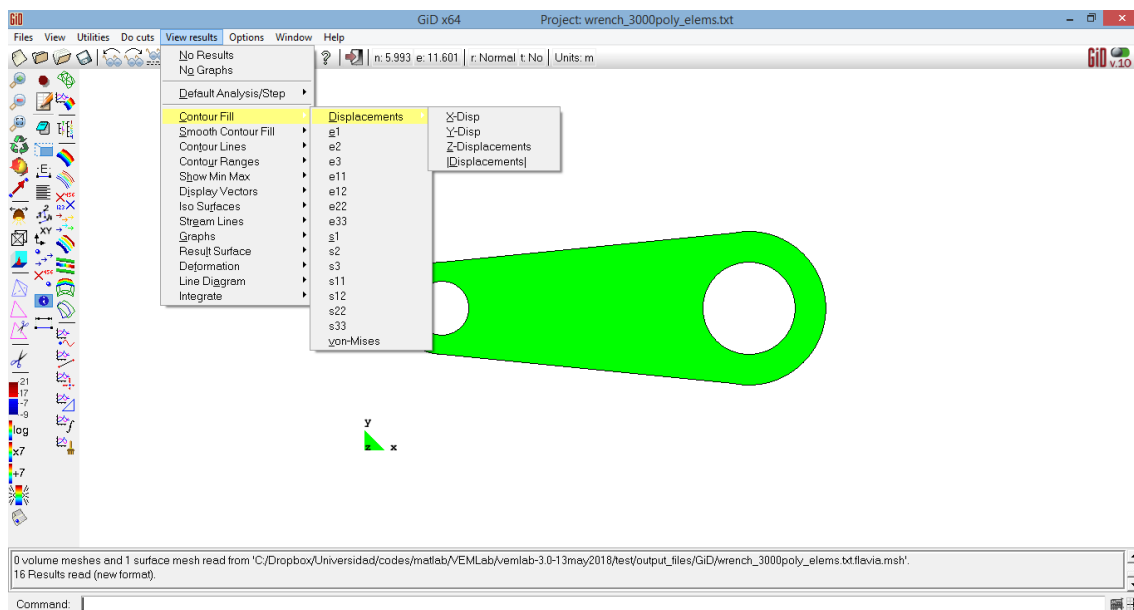 GiD
GiD x64
Project: wrench_3000poly_elems.txt
Files View Utilities Do cuts View results Options Window Help
n: 5.993 e: 11.601 r: Normal t: No Units: m
GiD v.10
No Results
No Graphs
Default Analysis/Step
Contour Fill
Smooth Contour Fill
Contour Lines
Contour Ranges
Show Min Max
Display Vectors
Iso Surfaces
Stream Lines
Graphs
Result Surface
Deformation
Line Diagram
Integrate
Displacements
e1
e2
e3
e11
e12
e22
e33
s1
s2
s3
s11
s12
s22
s33
von-Mises
X-Disp
Y-Disp
Z-Displacements
|Displacements|
E
XY
21
17
-7
-9
log
x7
+7
y
z x
0 volume meshes and 1 surface mesh read from 'C:/Dropbox/Universidad/codes/matlab/VEMLab/vemlab-3.0-13may2018/test/output_files/GiD/wrench_3000poly_elems.txt.flavia.msh'.
16 Results read (new format).
Command: